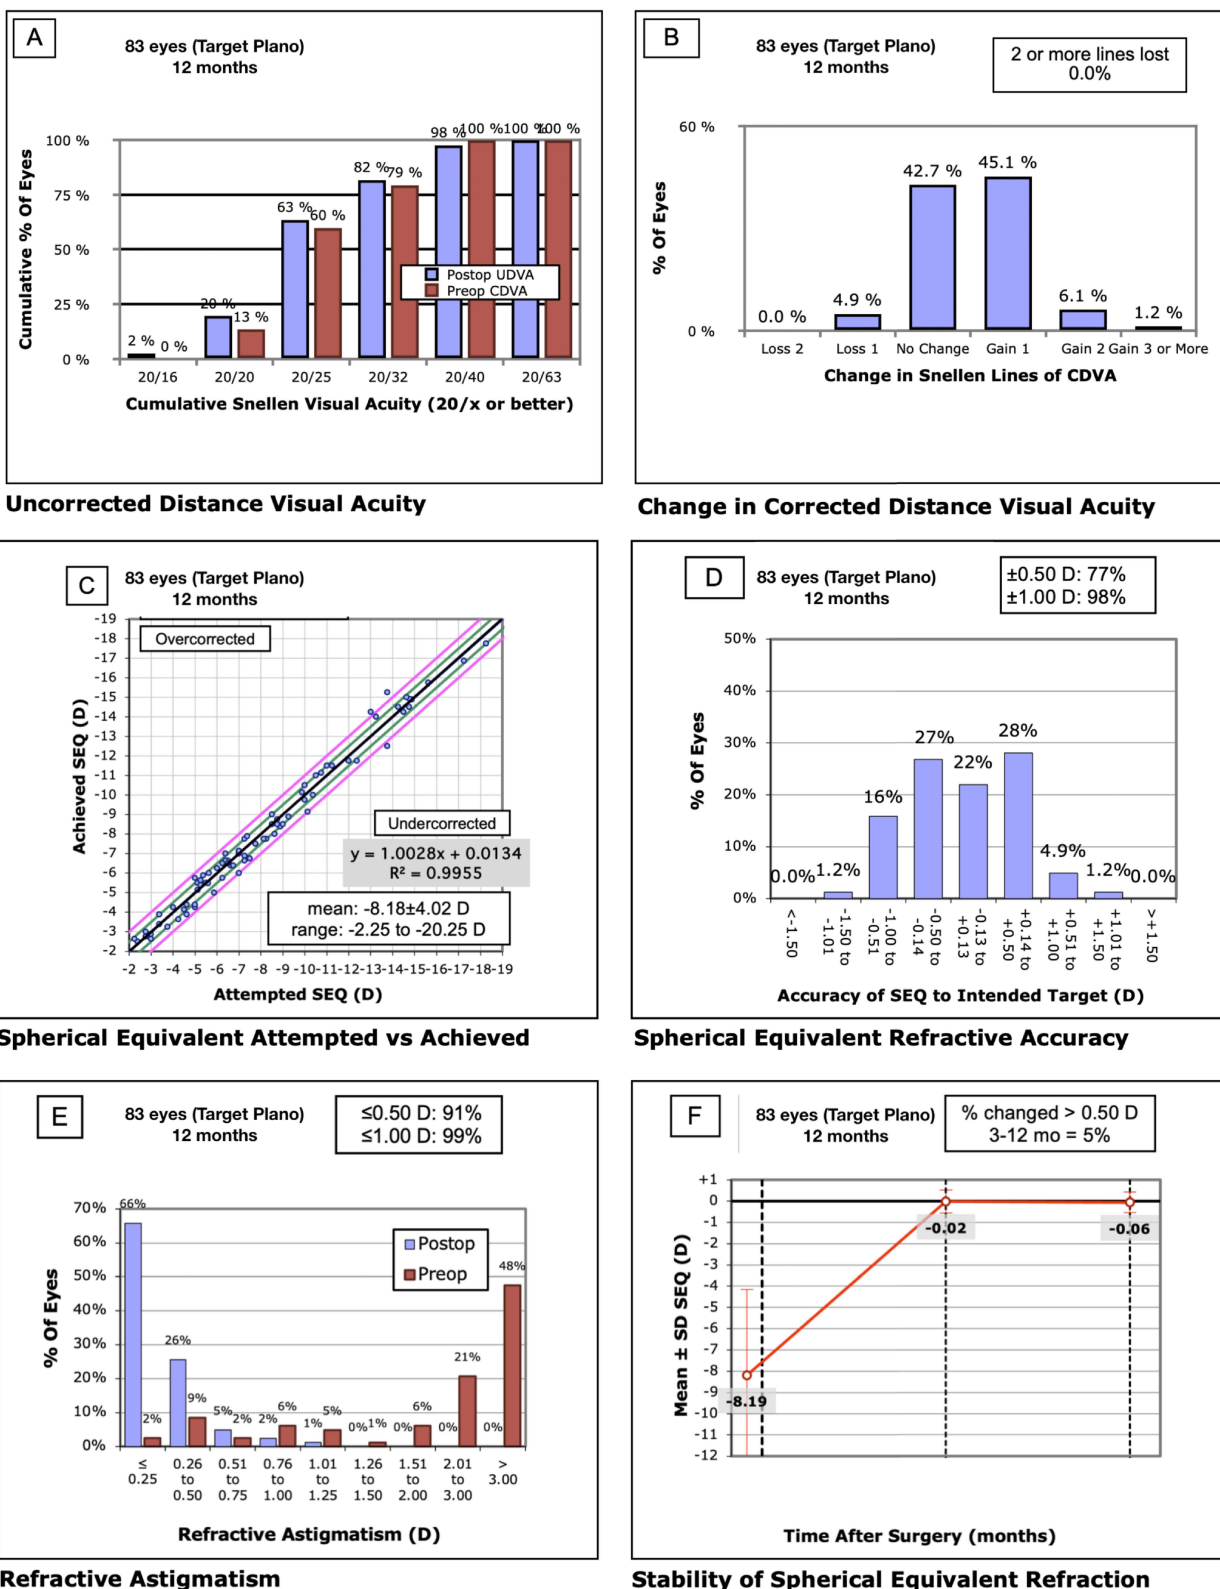 A
83 eyes (Target Plano)
12 months
Cumulative % Of Eyes
100 %
75 %
50 %
25 %
0 %
2 %
0 %
20 %
13 %
63 %
60 %
82 %
79 %
98 %
100 %
100 %
100 %
Postop UDVA
Preop CDVA
20/16
20/20
20/25
20/32
20/40
20/63
Cumulative Snellen Visual Acuity (20/x or better)
Uncorrected Distance Visual Acuity
B
83 eyes (Target Plano)
12 months
2 or more lines lost
0.0%
% Of Eyes
60 %
0 %
0.0 %
4.9 %
42.7 %
45.1 %
6.1 %
1.2 %
Loss 2
Loss 1
No Change
Gain 1
Gain 2
Gain 3 or More
Change in Snellen Lines of CDVA
Change in Corrected Distance Visual Acuity
C
83 eyes (Target Plano)
12 months
Achieved SEQ (D)
-19
-18
-17
-16
-15
-14
-13
-12
-11
-10
-9
-8
-7
-6
-5
-4
-3
-2
Overcorrected
Undercorrected
y = 1.0028x + 0.0134
R² = 0.9955
mean: -8.18±4.02 D
range: -2.25 to -20.25 D
-2 -3 -4 -5 -6 -7 -8 -9 -10 -11 -12 -13 -14 -15 -16 -17 -18 -19
Attempted SEQ (D)
Spherical Equivalent Attempted vs Achieved
D
83 eyes (Target Plano)
12 months
±0.50 D: 77%
±1.00 D: 98%
% Of Eyes
50%
40%
30%
20%
10%
0%
0.0%
1.2%
16%
27%
22%
28%
4.9%
1.2%
0.0%
<-1.50
-1.50 to
-1.01
-1.00 to
-0.51
-0.50 to
-0.14
-0.13 to
+0.13
+0.14 to
+0.50
+0.51 to
+1.00
+1.01 to
+1.50
>+1.50
Accuracy of SEQ to Intended Target (D)
Spherical Equivalent Refractive Accuracy
E
83 eyes (Target Plano)
12 months
≤0.50 D: 91%
≤1.00 D: 99%
% Of Eyes
70%
60%
50%
40%
30%
20%
10%
0%
66%
2%
26%
9%
5%
2%
2%
6%
1%
5%
0%
1%
0%
6%
0%
21%
0%
48%
Postop
Preop
≤
0.25
0.26
to
0.50
0.51
to
0.75
0.76
to
1.00
1.01
to
1.25
1.26
to
1.50
1.51
to
2.00
2.01
to
3.00
>
3.00
Refractive Astigmatism (D)
Refractive Astigmatism
F
83 eyes (Target Plano)
12 months
% changed > 0.50 D
3-12 mo = 5%
Mean ± SD SEQ (D)
+1
0
-1
-2
-3
-4
-5
-6
-7
-8
-9
-10
-11
-12
-8.19
-0.02
-0.06
Time After Surgery (months)
Stability of Spherical Equivalent Refraction